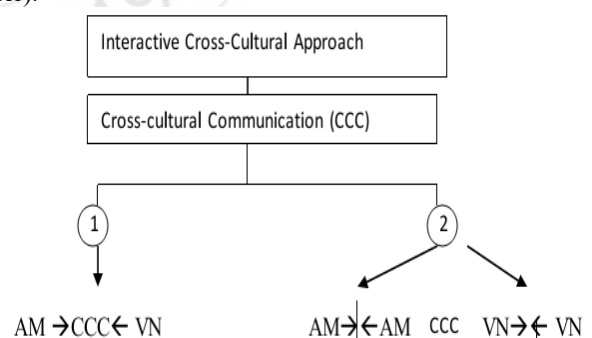 Interactive Cross-Cultural Approach
Cross-cultural Communication (CCC)
1 2
AM →CCC← VN AM→←AM CCC VN→← VN